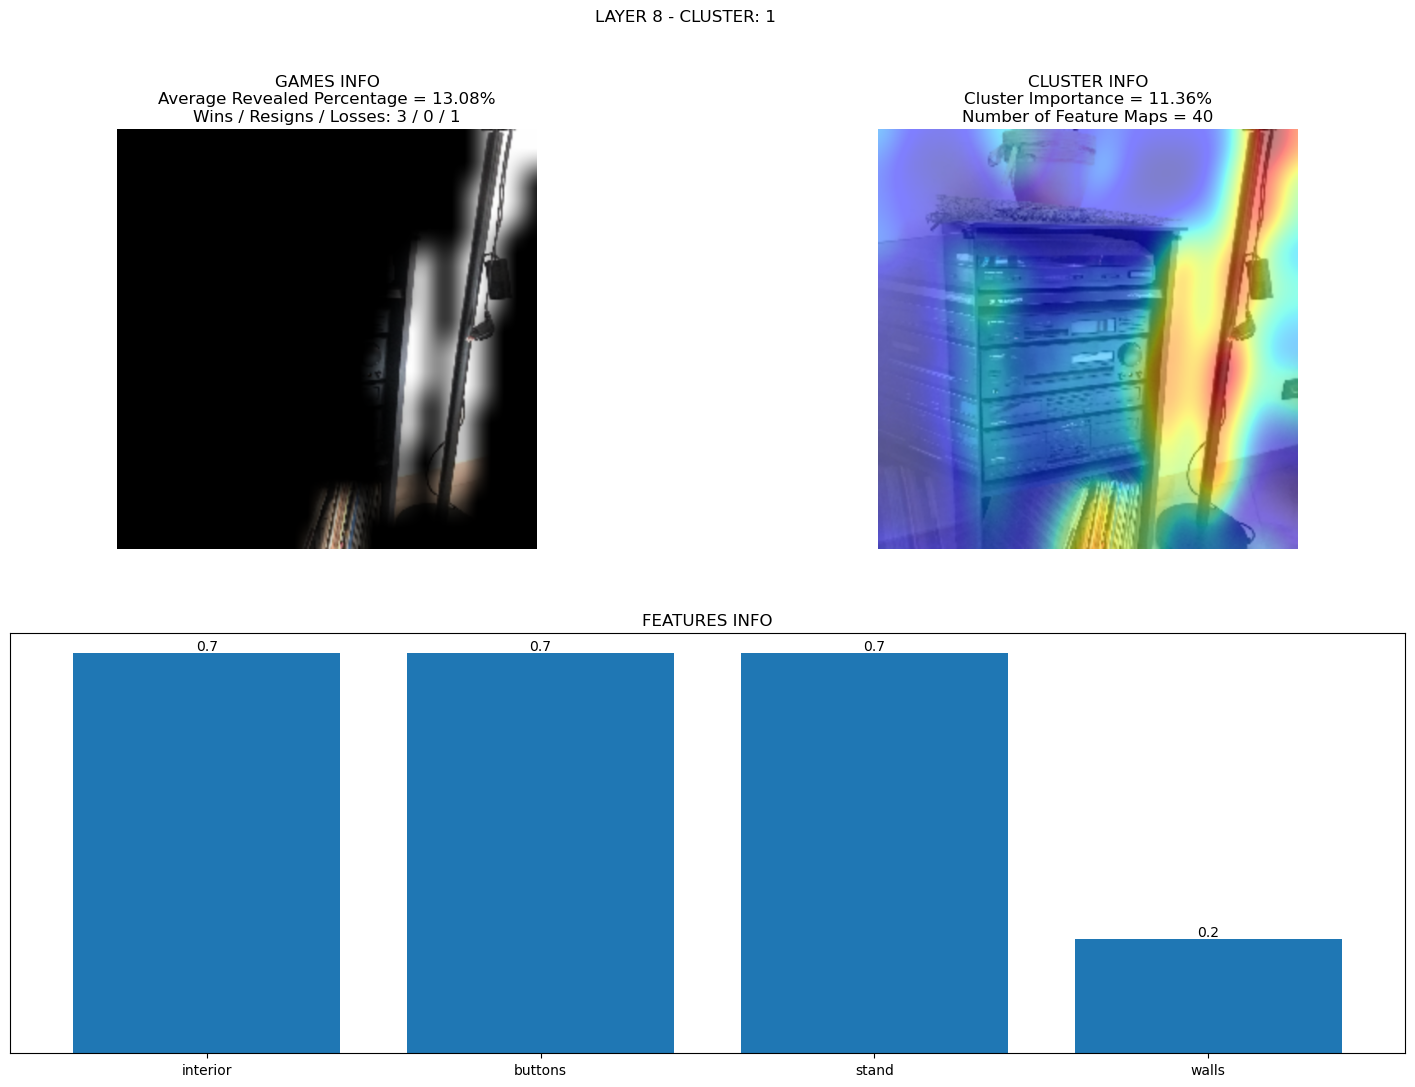 LAYER 8 - CLUSTER: 1
GAMES INFO
Average Revealed Percentage = 13.08%
Wins / Resigns / Losses: 3 / 0 / 1
CLUSTER INFO
Cluster Importance = 11.36%
Number of Feature Maps = 40
FEATURES INFO
0.7
0.7
0.7
0.2
interior
buttons
stand
walls